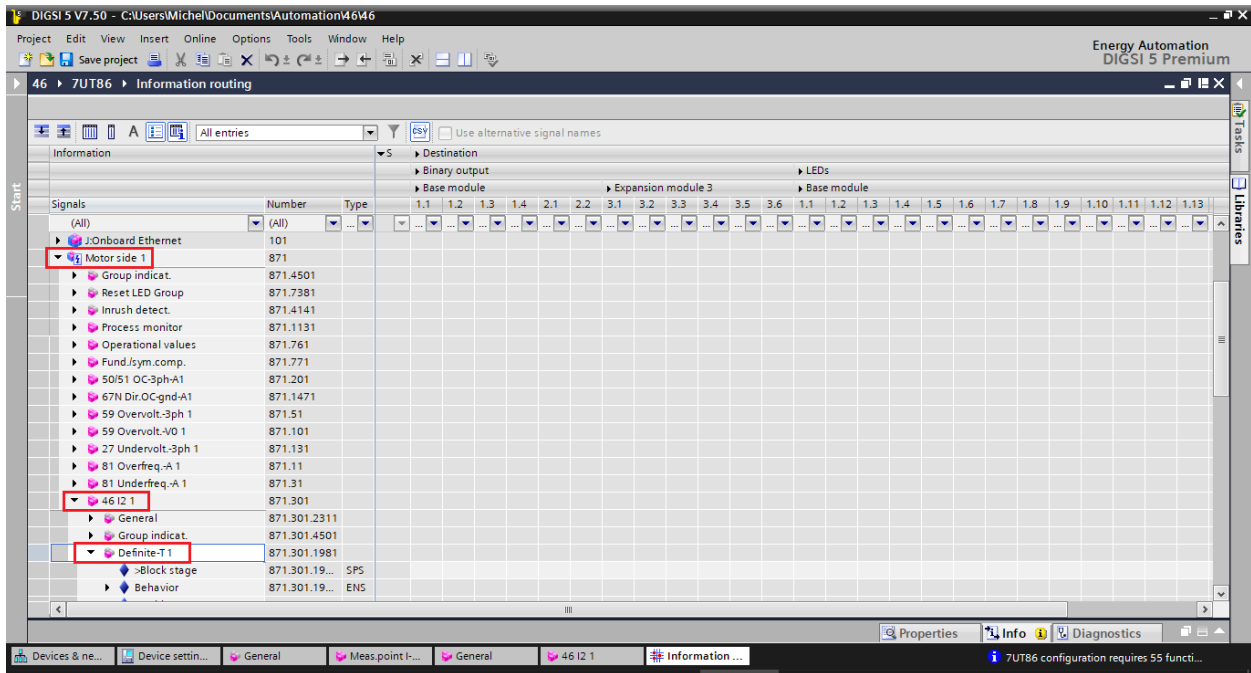 DIGSI 5 V7.50 - C:\Users\Michel\Documents\Automation\46\46
Project Edit View Insert Online Options Tools Window Help
Save project
Energy Automation
DIGSI 5 Premium
46 7UT86 Information routing
All entries
CSV
Use alternative signal names
Information S Destination
Binary output LEDs
Base module Expansion module 3 Base module
Signals Number Type 1.1 1.2 1.3 1.4 2.1 2.2 3.1 3.2 3.3 3.4 3.5 3.6 1.1 1.2 1.3 1.4 1.5 1.6 1.7 1.8 1.9 1.10 1.11 1.12 1.13
(All) (All) ... ... ... ... ... ... ... ... ... ... ... ... ... ... ... ... ... ... ... ... ... ... ... ... ... ...
J:Onboard Ethernet 101
Motor side 1 871
Group indicat. 871.4501
Reset LED Group 871.7381
Inrush detect. 871.4141
Process monitor 871.1131
Operational values 871.761
Fund./sym.comp. 871.771
50/51 OC-3ph-A1 871.201
67N Dir.OC-gnd-A1 871.1471
59 Overvolt.-3ph 1 871.51
59 Overvolt.-V0 1 871.101
27 Undervolt.-3ph 1 871.131
81 Overfreq.-A 1 871.11
81 Underfreq.-A 1 871.31
46 I2 1 871.301
General 871.301.2311
Group indicat. 871.301.4501
Definite-T 1 871.301.1981
>Block stage 871.301.19... SPS
Behavior 871.301.19... ENS
Start
Tasks
Libraries
Properties Info Diagnostics
Devices & ne... Device settin... General Meas.point I-... General 46 I2 1 Information ... 7UT86 configuration requires 55 functi...